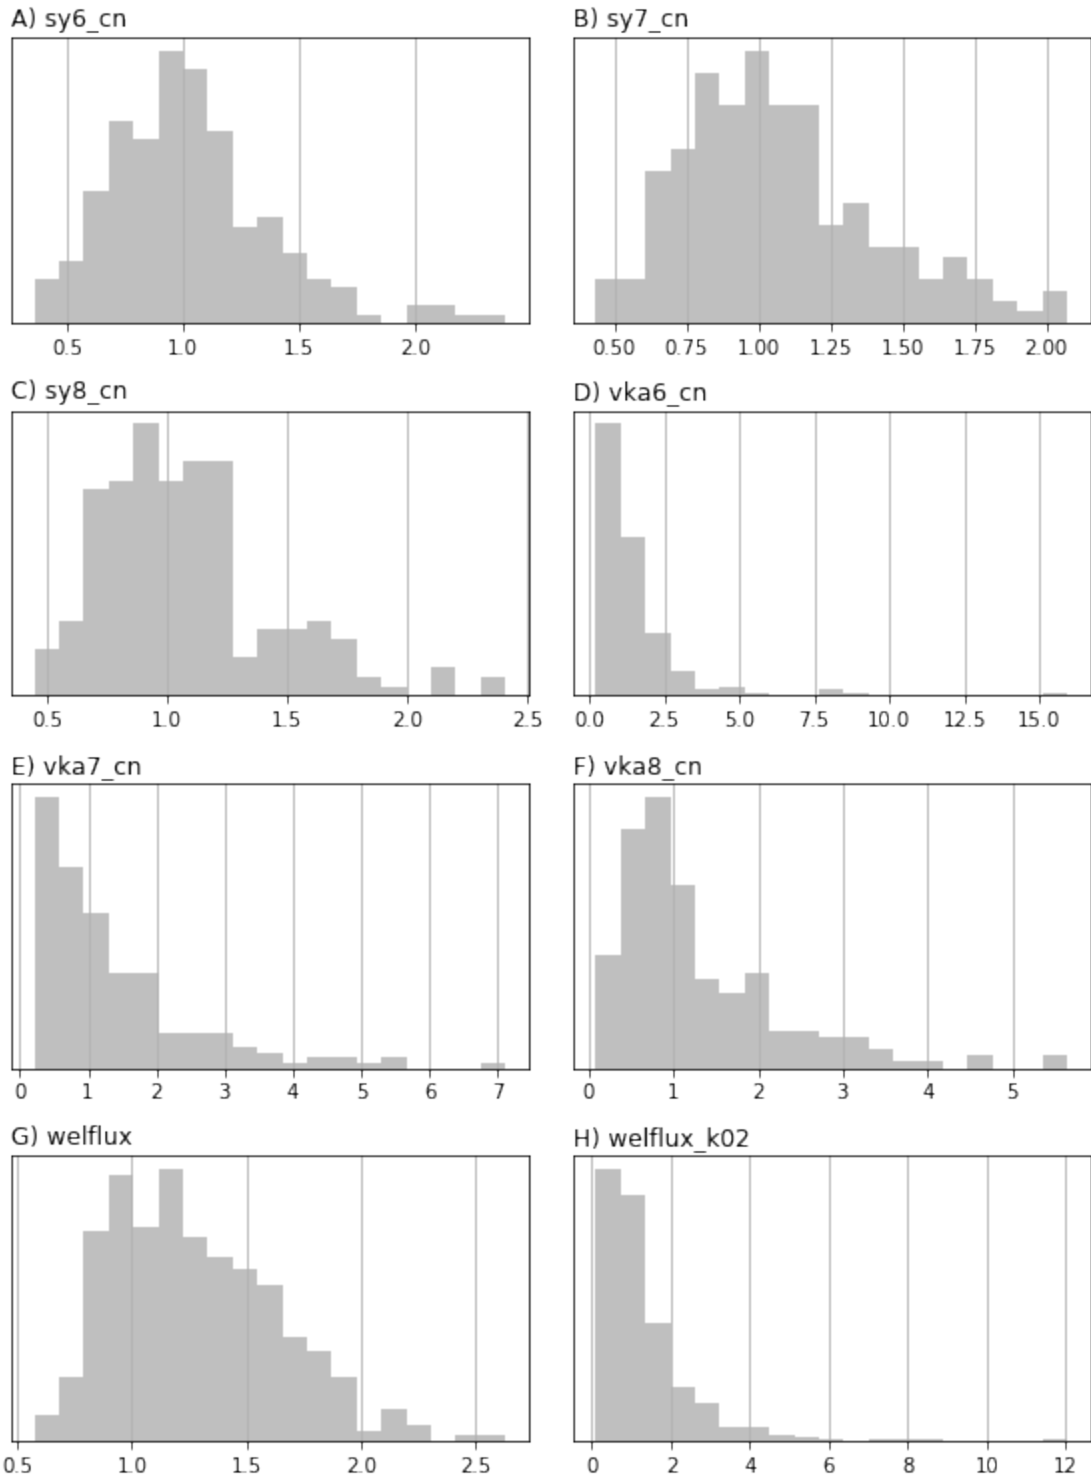 A) sy6_cn
B) sy7_cn
0.5 1.0 1.5 2.0
0.50 0.75 1.00 1.25 1.50 1.75 2.00
C) sy8_cn
D) vka6_cn
0.5 1.0 1.5 2.0 2.5
0.0 2.5 5.0 7.5 10.0 12.5 15.0
E) vka7_cn
F) vka8_cn
0 1 2 3 4 5 6 7
0 1 2 3 4 5
G) welflux
H) welflux_k02
0.5 1.0 1.5 2.0 2.5
0 2 4 6 8 10 12